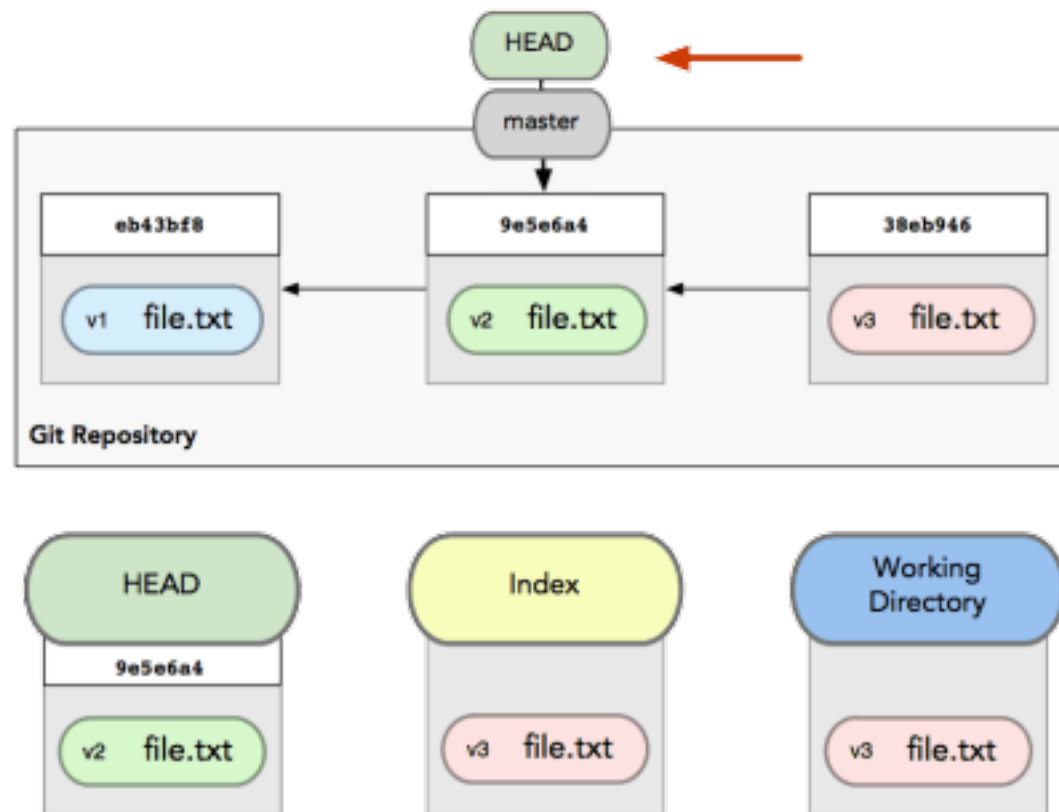 HEAD
master
eb43bf8
9e5e6a4
38eb946
v1 file.txt
v2 file.txt
v3 file.txt
Git Repository
HEAD
Index
Working
Directory
9e5e6a4
v2 file.txt
v3 file.txt
v3 file.txt